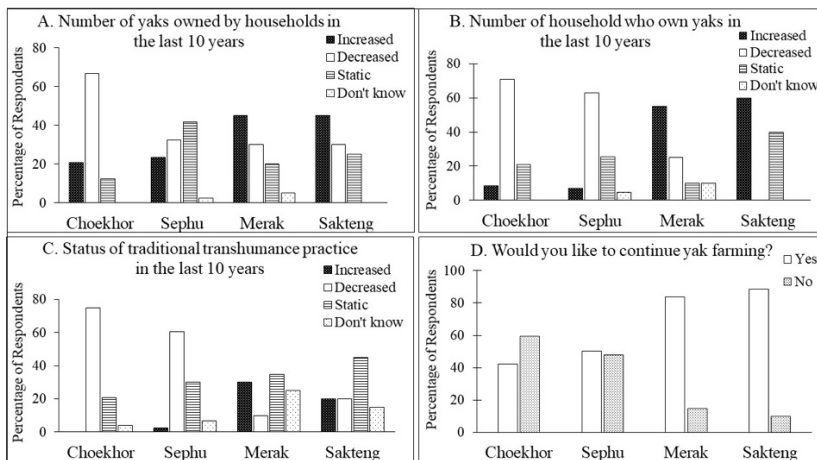 A. Number of yaks owned by households in
the last 10 years
Increased
Decreased
Static
Don't know
Percentage of Respondents
80
60
40
20
0
Choekhor Sephu Merak Sakteng
B. Number of household who own yaks in
the last 10 years
Increased
Decreased
Static
Don't know
Percentage of Respondents
80
60
40
20
0
Choekhor Sephu Merak Sakteng
C. Status of traditional transhumance practice
in the last 10 years
Increased
Decreased
Static
Don't know
Percentage of Respondents
80
60
40
20
0
Choekhor Sephu Merak Sakteng
D. Would you like to continue yak farming?
Yes
No
Percentage of Respondents
100
80
60
40
20
0
Choekhor Sephu Merak Sakteng